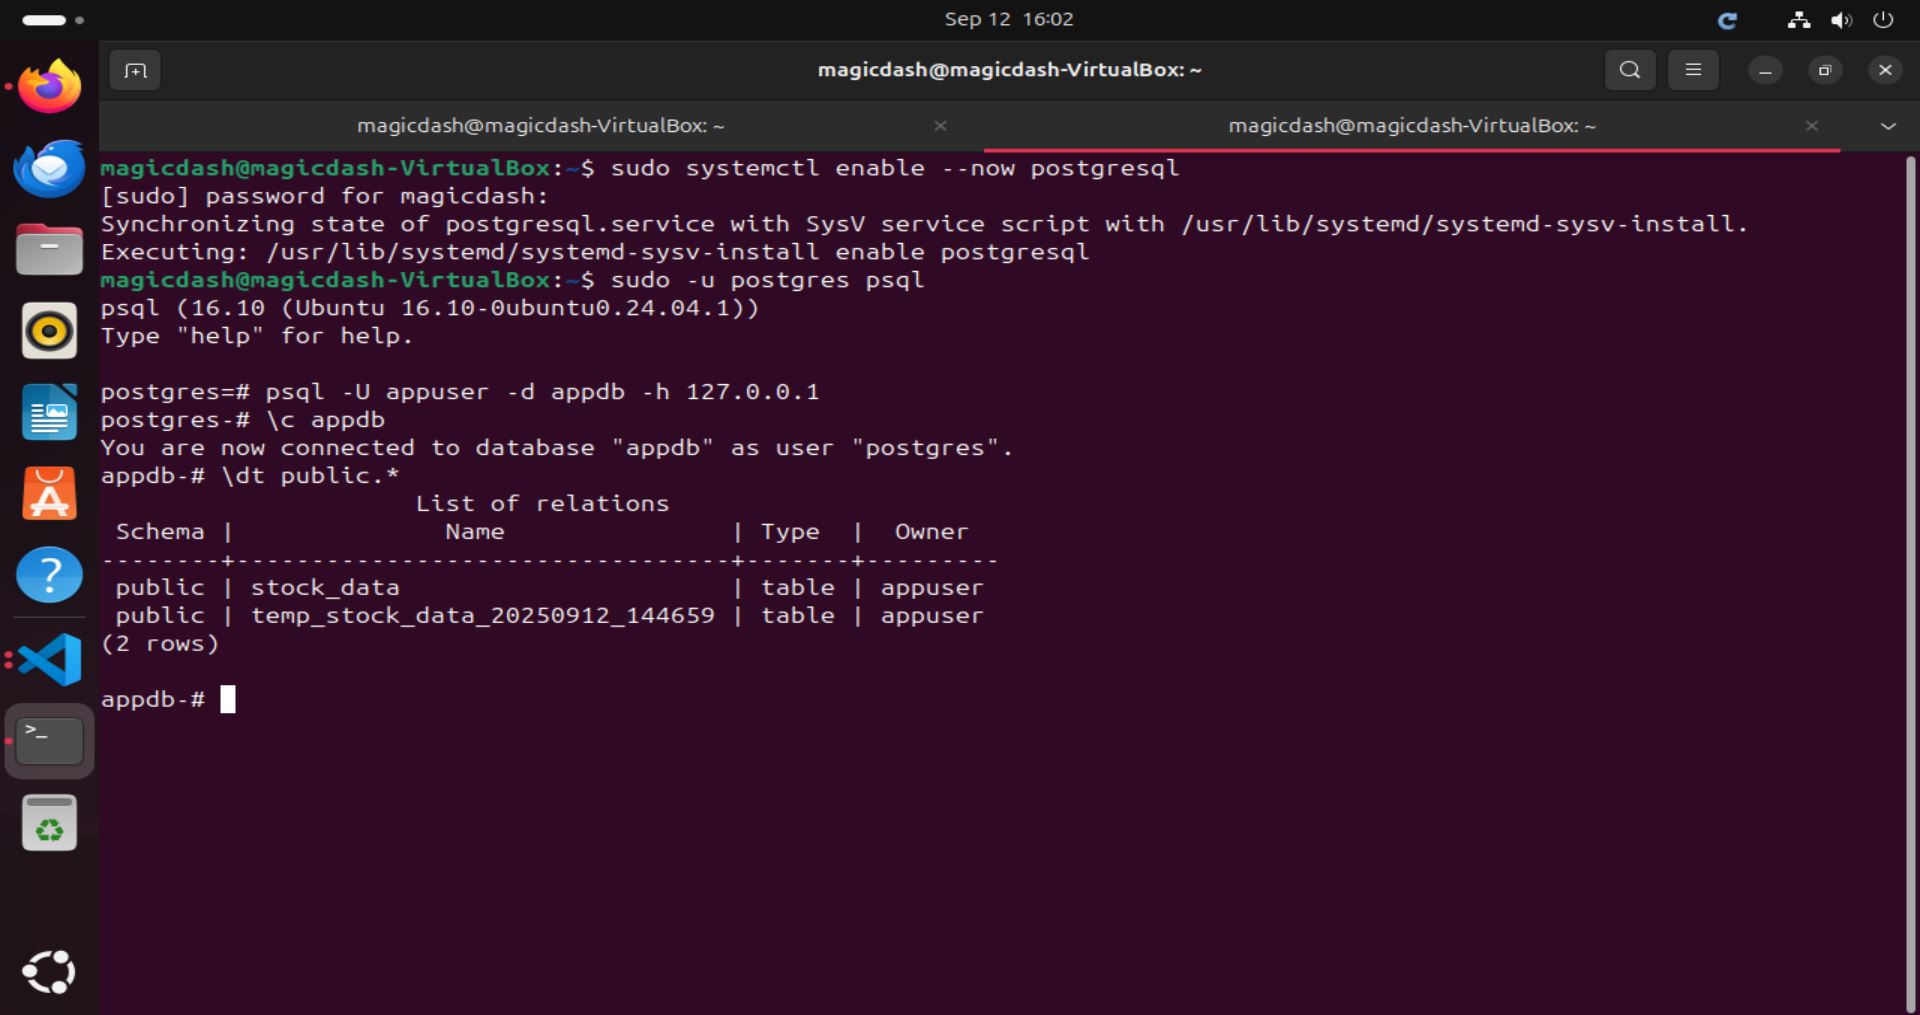 Sep 12 16:02
magicdash@magicdash-VirtualBox: ~
magicdash@magicdash-VirtualBox: ~
magicdash@magicdash-VirtualBox: ~
magicdash@magicdash-VirtualBox:~$ sudo systemctl enable --now postgresql
[sudo] password for magicdash:
Synchronizing state of postgresql.service with SysV service script with /usr/lib/systemd/systemd-sysv-install.
Executing: /usr/lib/systemd/systemd-sysv-install enable postgresql
magicdash@magicdash-VirtualBox:~$ sudo -u postgres psql
psql (16.10 (Ubuntu 16.10-0ubuntu0.24.04.1))
Type "help" for help.
postgres=# psql -U appuser -d appdb -h 127.0.0.1
postgres-# \c appdb
You are now connected to database "appdb" as user "postgres".
appdb-# \dt public.*
List of relations
Schema | Name | Type | Owner
--------+---------------------------------+-------+---------
public | stock_data | table | appuser
public | temp_stock_data_20250912_144659 | table | appuser
(2 rows)
appdb-#
>_